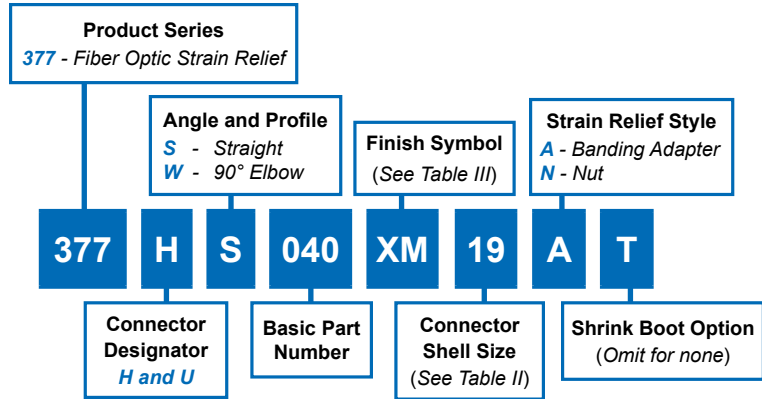 Product Series
377 - Fiber Optic Strain Relief
Angle and Profile
S - Straight
W - 90° Elbow
Finish Symbol
(See Table III)
Strain Relief Style
A - Banding Adapter
N - Nut
377 H S 040 XM 19 A T
Connector
Designator
H and U
Basic Part
Number
Connector
Shell Size
(See Table II)
Shrink Boot Option
(Omit for none)